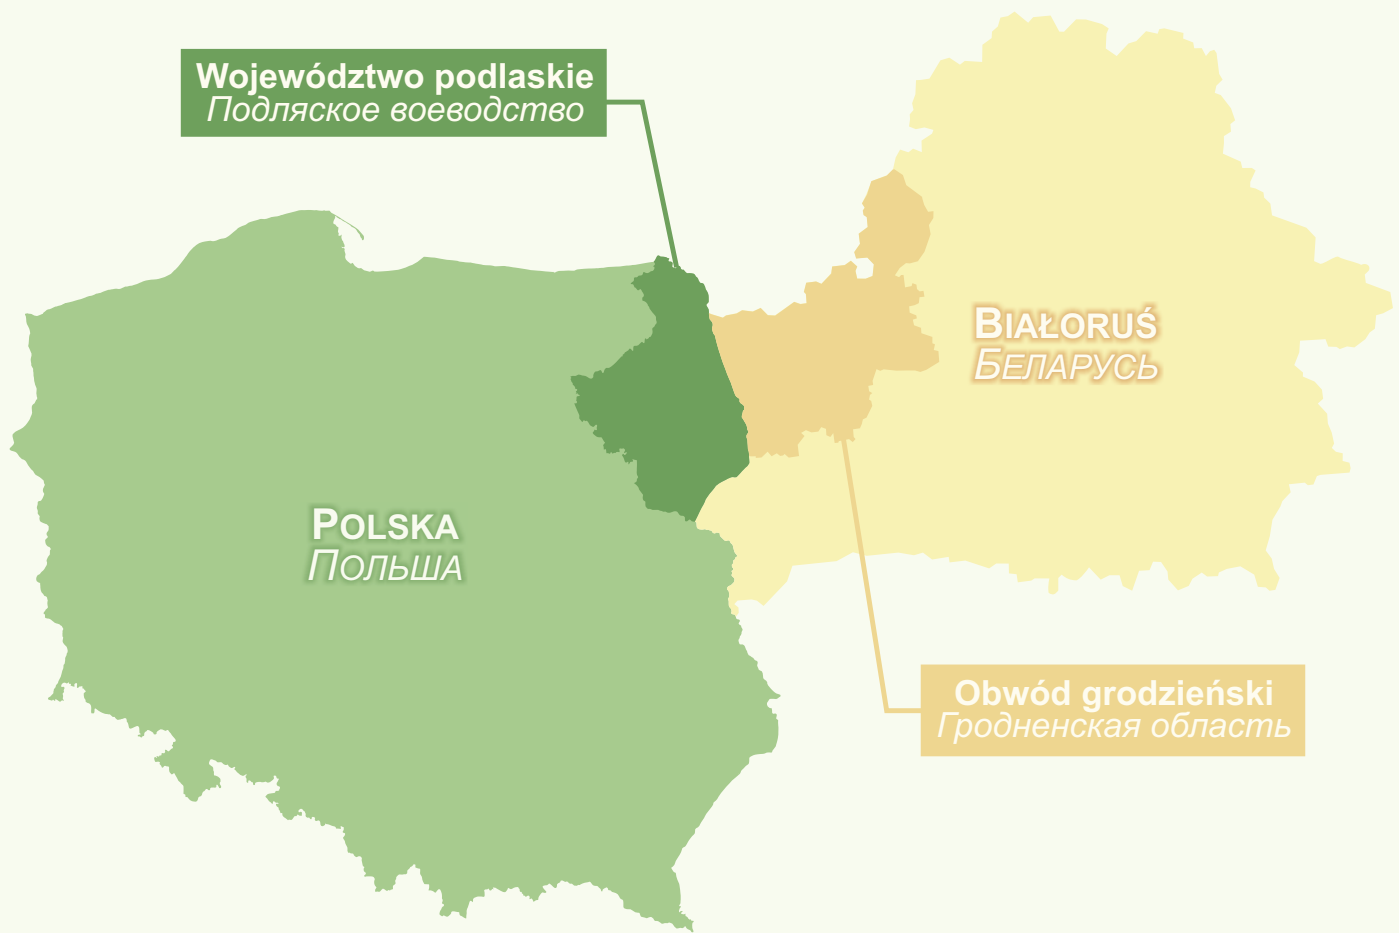 Województwo podlaskie
Подляское воеводство
BIAŁORUŚ
БЕЛАРУСЬ
POLSKA
ПОЛЬША
Obwód grodzieński
Гродненская область